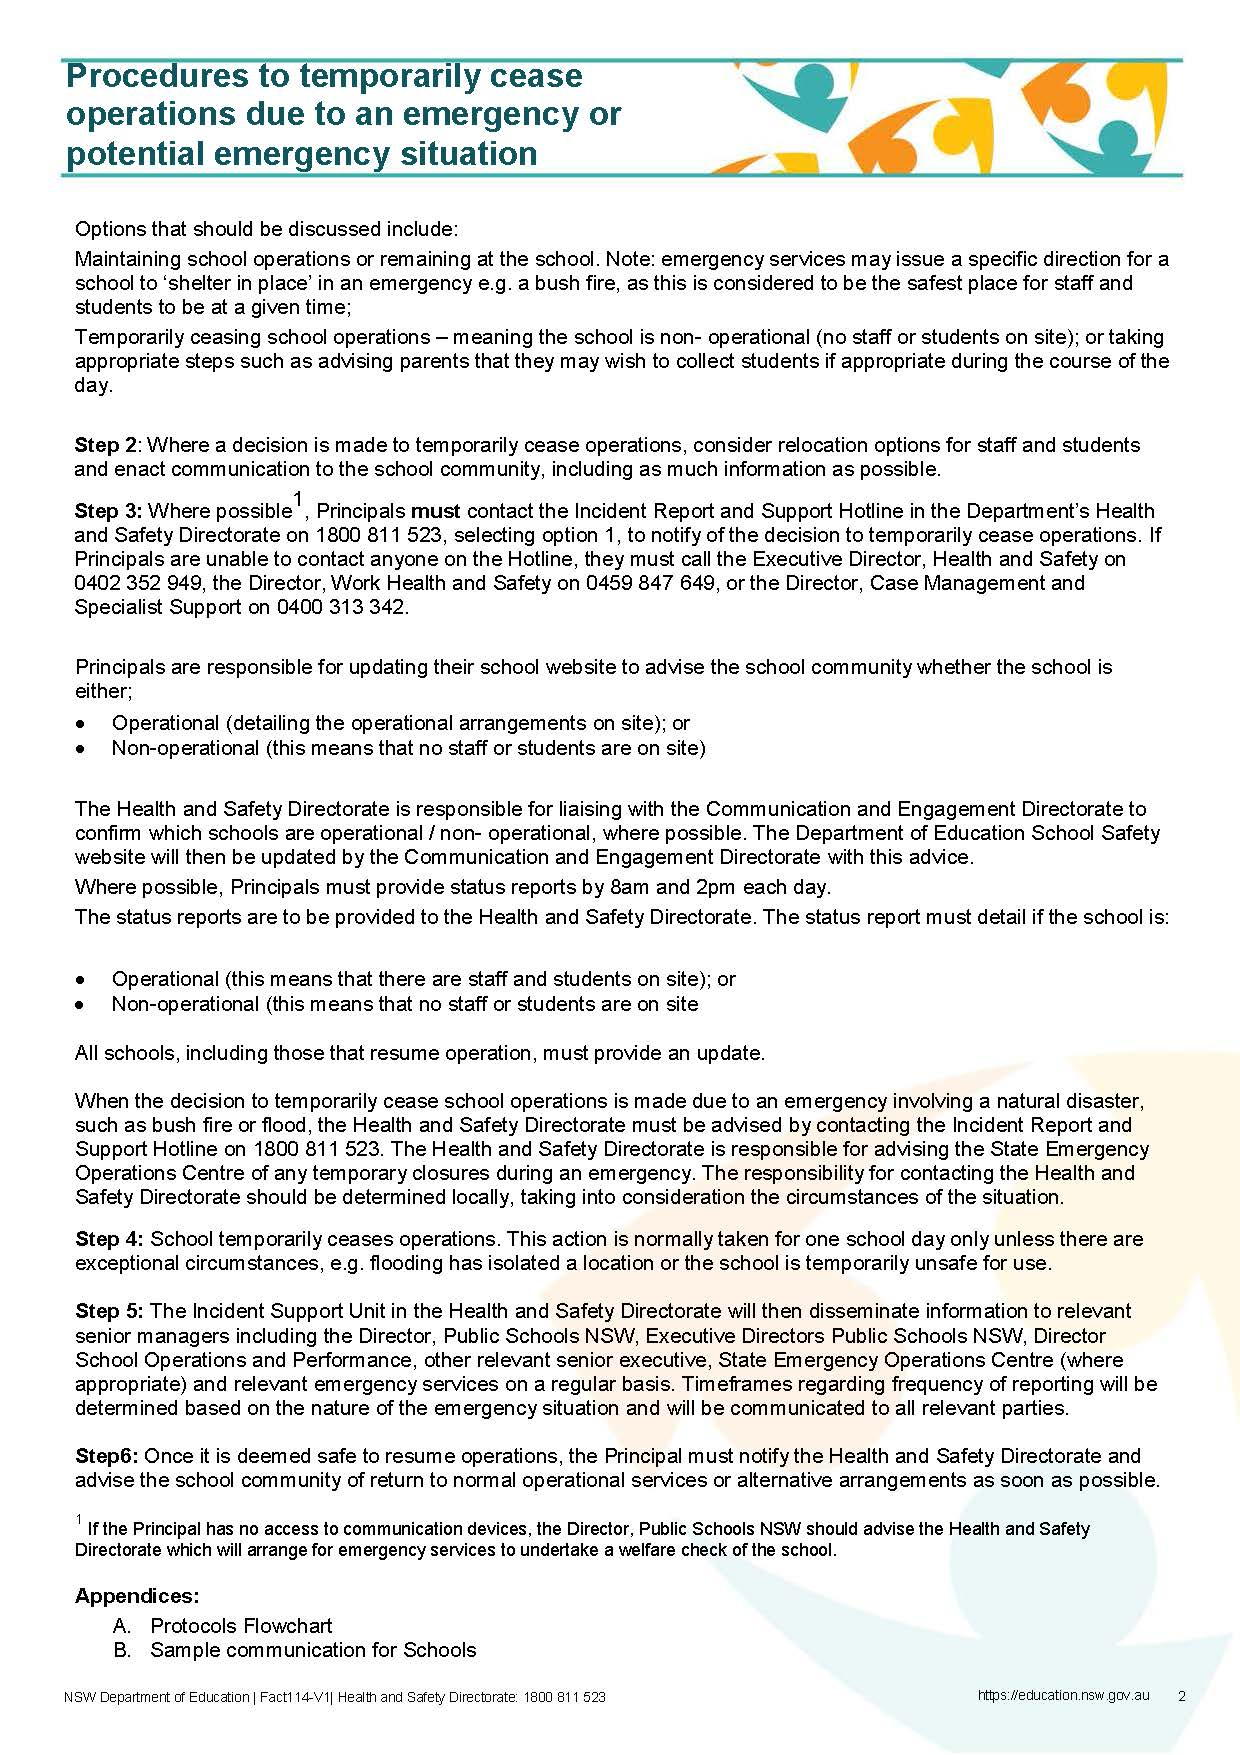 Procedures to temporarily cease
operations due to an emergency or
potential emergency situation
Options that should be discussed include:
Maintaining school operations or remaining at the school. Note: emergency services may issue a specific direction for a
school to ‘shelter in place’ in an emergency e.g. a bush fire, as this is considered to be the safest place for staff and
students to be at a given time;
Temporarily ceasing school operations – meaning the school is non- operational (no staff or students on site); or taking
appropriate steps such as advising parents that they may wish to collect students if appropriate during the course of the
day.
Step 2: Where a decision is made to temporarily cease operations, consider relocation options for staff and students
and enact communication to the school community, including as much information as possible.
Step 3: Where possible1, Principals must contact the Incident Report and Support Hotline in the Department’s Health
and Safety Directorate on 1800 811 523, selecting option 1, to notify of the decision to temporarily cease operations. If
Principals are unable to contact anyone on the Hotline, they must call the Executive Director, Health and Safety on
0402 352 949, the Director, Work Health and Safety on 0459 847 649, or the Director, Case Management and
Specialist Support on 0400 313 342.
Principals are responsible for updating their school website to advise the school community whether the school is
either;
• Operational (detailing the operational arrangements on site); or
• Non-operational (this means that no staff or students are on site)
The Health and Safety Directorate is responsible for liaising with the Communication and Engagement Directorate to
confirm which schools are operational / non- operational, where possible. The Department of Education School Safety
website will then be updated by the Communication and Engagement Directorate with this advice.
Where possible, Principals must provide status reports by 8am and 2pm each day.
The status reports are to be provided to the Health and Safety Directorate. The status report must detail if the school is:
• Operational (this means that there are staff and students on site); or
• Non-operational (this means that no staff or students are on site
All schools, including those that resume operation, must provide an update.
When the decision to temporarily cease school operations is made due to an emergency involving a natural disaster,
such as bush fire or flood, the Health and Safety Directorate must be advised by contacting the Incident Report and
Support Hotline on 1800 811 523. The Health and Safety Directorate is responsible for advising the State Emergency
Operations Centre of any temporary closures during an emergency. The responsibility for contacting the Health and
Safety Directorate should be determined locally, taking into consideration the circumstances of the situation.
Step 4: School temporarily ceases operations. This action is normally taken for one school day only unless there are
exceptional circumstances, e.g. flooding has isolated a location or the school is temporarily unsafe for use.
Step 5: The Incident Support Unit in the Health and Safety Directorate will then disseminate information to relevant
senior managers including the Director, Public Schools NSW, Executive Directors Public Schools NSW, Director
School Operations and Performance, other relevant senior executive, State Emergency Operations Centre (where
appropriate) and relevant emergency services on a regular basis. Timeframes regarding frequency of reporting will be
determined based on the nature of the emergency situation and will be communicated to all relevant parties.
Step6: Once it is deemed safe to resume operations, the Principal must notify the Health and Safety Directorate and
advise the school community of return to normal operational services or alternative arrangements as soon as possible.
1 If the Principal has no access to communication devices, the Director, Public Schools NSW should advise the Health and Safety
Directorate which will arrange for emergency services to undertake a welfare check of the school.
Appendices:
A. Protocols Flowchart
B. Sample communication for Schools
NSW Department of Education | Fact114-V1| Health and Safety Directorate: 1800 811 523 https://education.nsw.gov.au 2